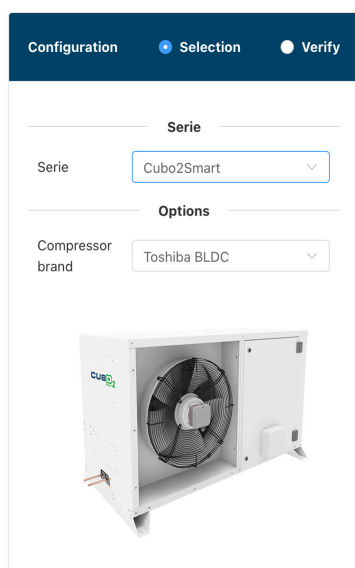 Configuration Selection Verify
Serie
Serie Cubo2Smart
Options
Compressor
brand
Toshiba BLDC
CUBO2